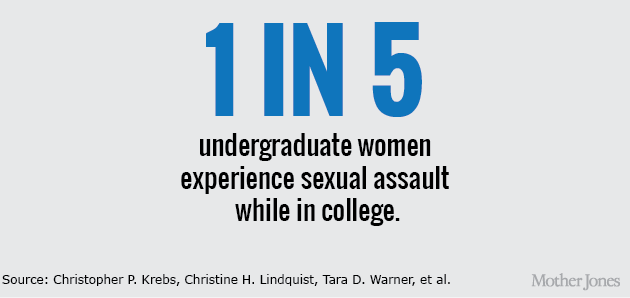 1 IN 5
undergraduate women
experience sexual assault
while in college.
Source: Christopher P. Krebs, Christine H. Lindquist, Tara D. Warner, et al.
Mother Jones